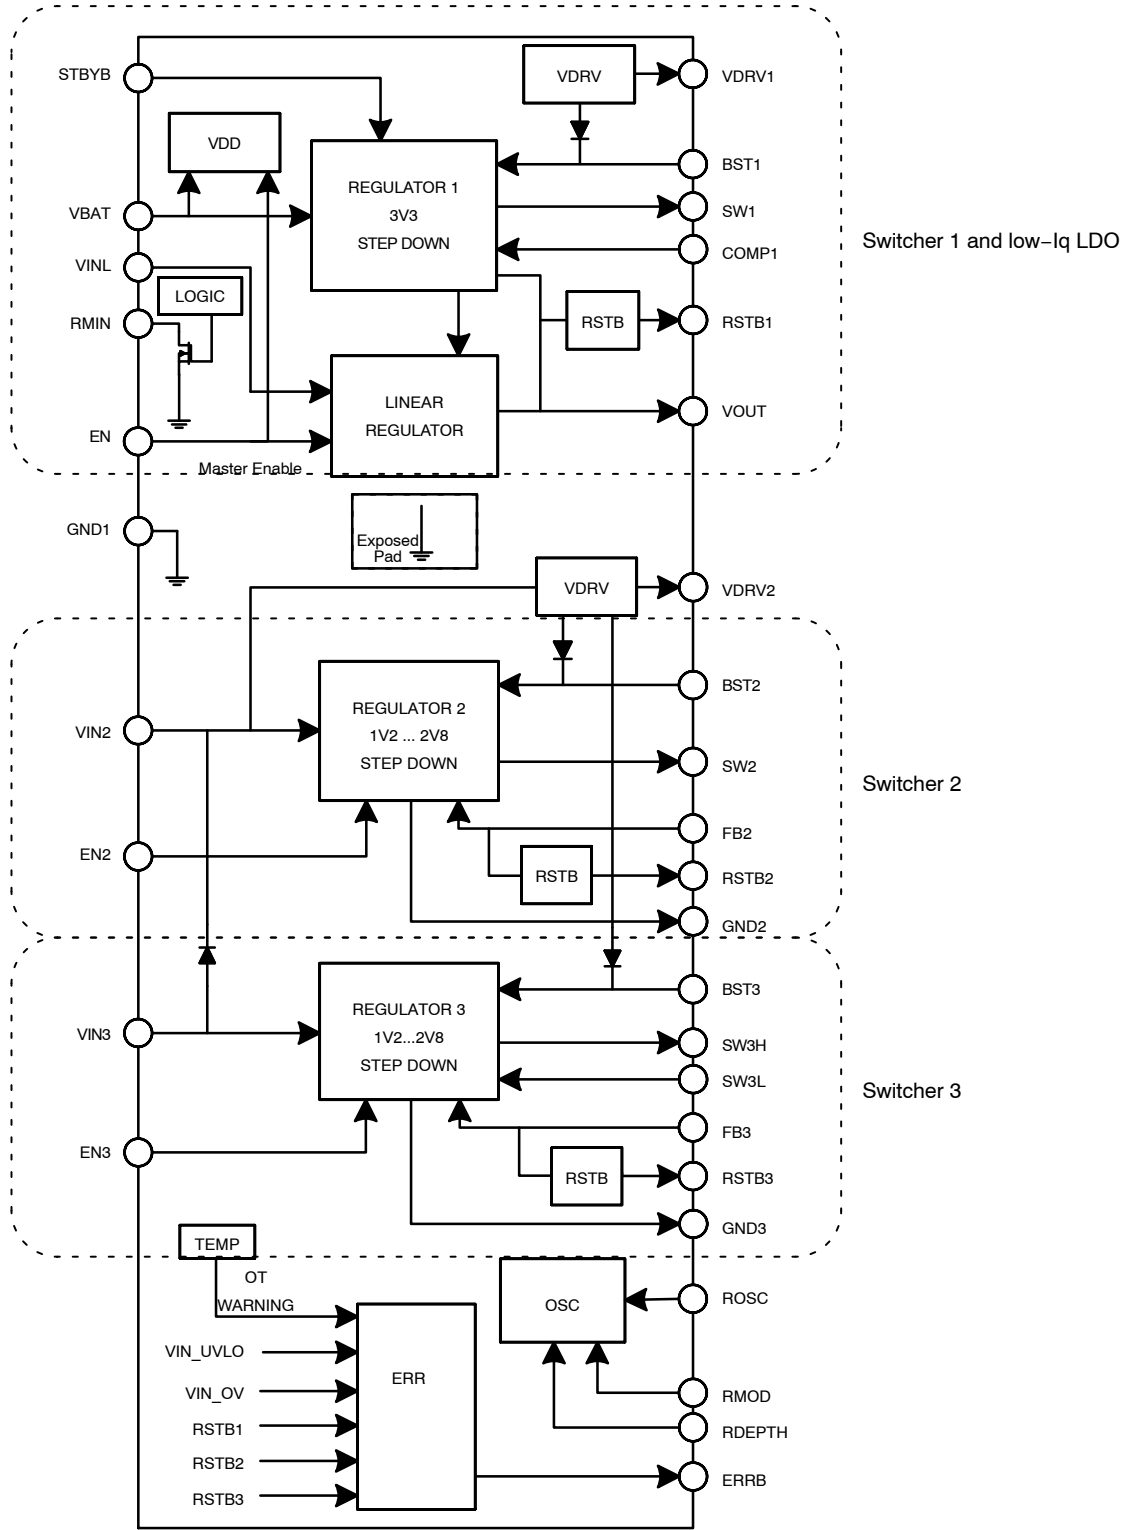 STBYB
VDRV
VDRV1
VDD
BST1
REGULATOR 1
3V3
STEP DOWN
VBAT
SW1
Switcher 1 and low−Iq LDO
COMP1
VINL
LOGIC
RMIN
RSTB
RSTB1
LINEAR
REGULATOR
VOUT
EN
Master Enable
GND1
Exposed
Pad
VDRV
VDRV2
BST2
REGULATOR 2
1V2 ... 2V8
STEP DOWN
VIN2
SW2
Switcher 2
FB2
EN2
RSTB
RSTB2
GND2
BST3
REGULATOR 3
1V2...2V8
STEP DOWN
VIN3
SW3H
SW3L
Switcher 3
FB3
EN3
RSTB
RSTB3
GND3
TEMP
OT
WARNING
OSC
ROSC
VIN_UVLO
ERR
VIN_OV
RMOD
RSTB1
RDEPTH
RSTB2
ERRB
RSTB3